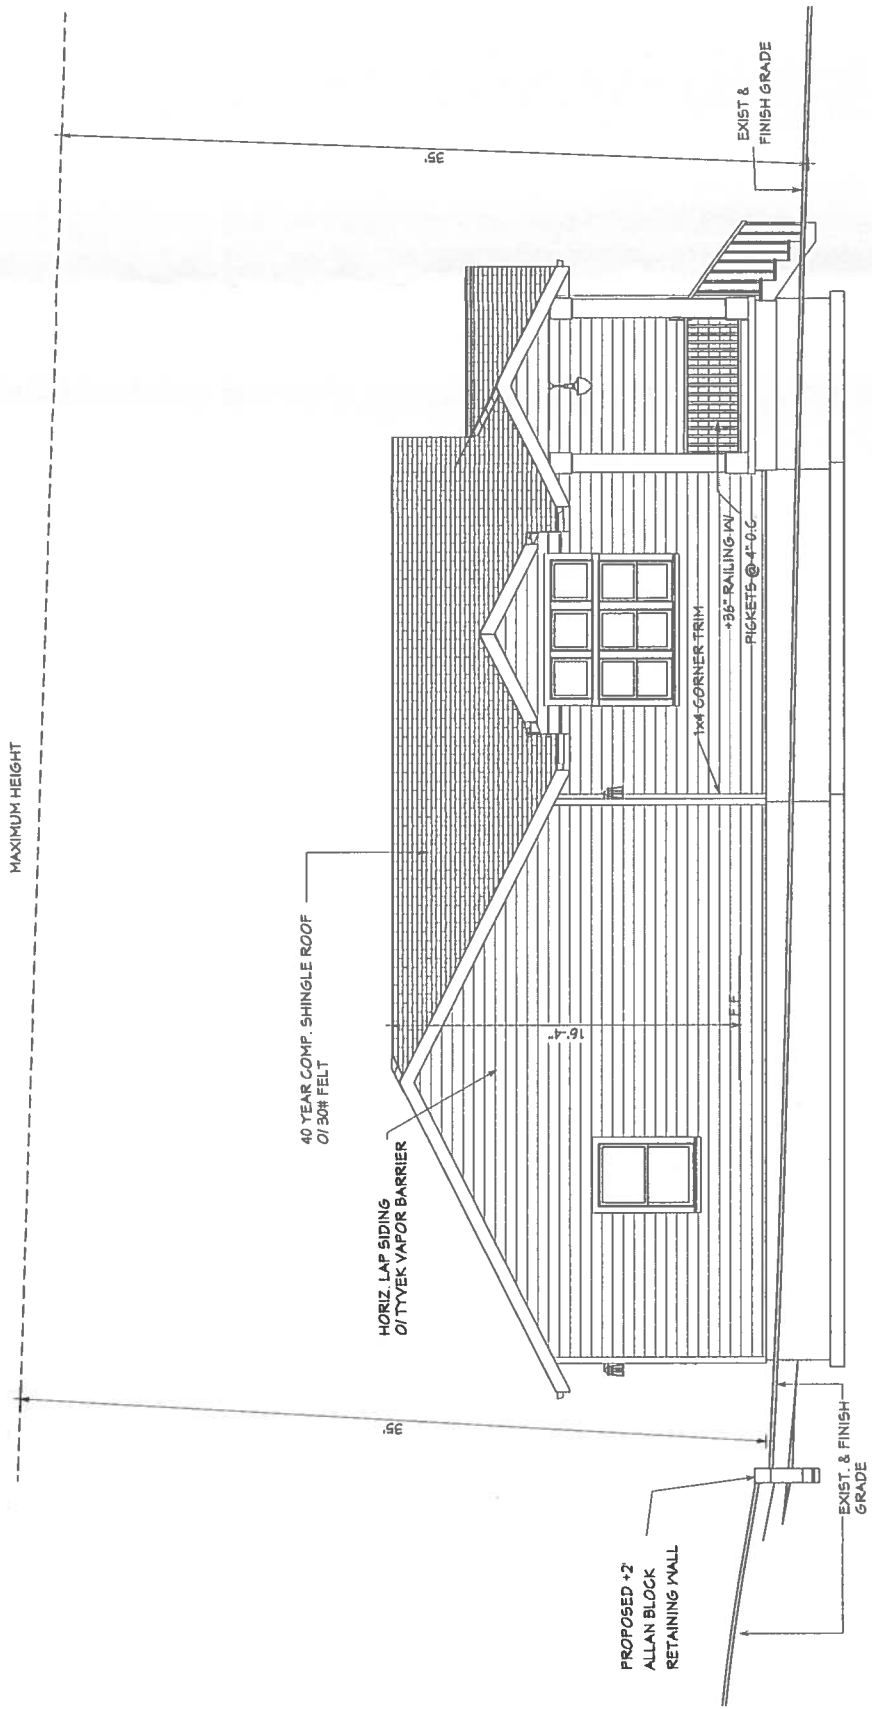 MAXIMUM HEIGHT
35'
35'
40 YEAR COMP. SHINGLE ROOF
O/ 30# FELT
HORIZ. LAP SIDING
O/ TYVEK VAPOR BARRIER
16'-4"
F.F.
1x4 CORNER TRIM
+36" RAILING W/
PICKETS @ 4" O.C.
EXIST &
FINISH GRADE
PROPOSED +2'
ALLAN BLOCK
RETAINING WALL
EXIST. & FINISH
GRADE